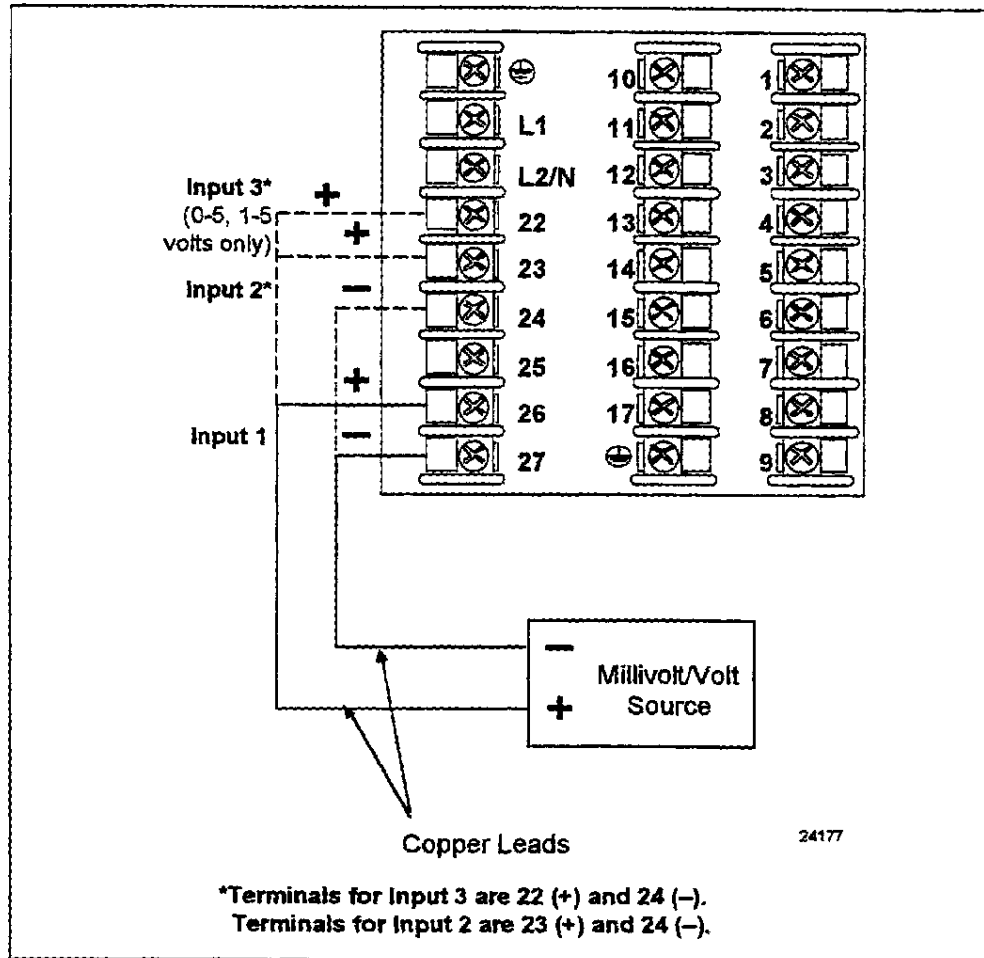 10 1
L1 11 2
L2/N 12 3
Input 3* + 22 13 4
(0-5, 1-5
volts only) + 23 14 5
Input 2* − 24 15 6
+ 25 16 7
26 17 8
Input 1 − 27 9
− Millivolt/Volt
+ Source
Copper Leads
24177
*Terminals for Input 3 are 22 (+) and 24 (–).
Terminals for Input 2 are 23 (+) and 24 (–).